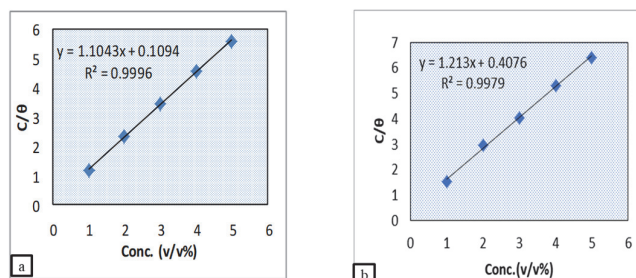 6
5
4
3
2
1
0
C/θ
y = 1.1043x + 0.1094
R² = 0.9996
0 1 2 3 4 5 6
Conc. (v/v%)
a
7
6
5
4
3
2
1
0
C/θ
y = 1.213x + 0.4076
R² = 0.9979
0 1 2 3 4 5 6
Conc.(v/v%)
b